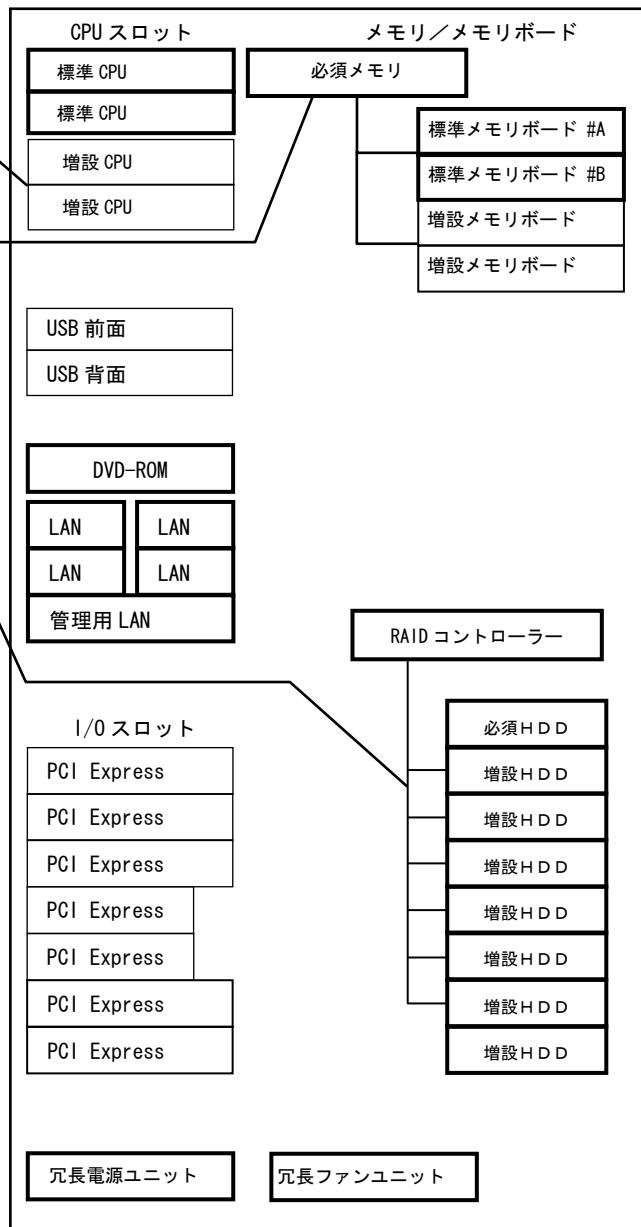 CPU スロット
メモリ／メモリボード
標準 CPU
標準 CPU
増設 CPU
増設 CPU
必須メモリ
標準メモリボード #A
標準メモリボード #B
増設メモリボード
増設メモリボード
USB 前面
USB 背面
DVD-ROM
LAN LAN
LAN LAN
管理用 LAN
RAID コントローラー
必須ＨＤＤ
増設ＨＤＤ
増設ＨＤＤ
増設ＨＤＤ
増設ＨＤＤ
増設ＨＤＤ
増設ＨＤＤ
増設ＨＤＤ
I/O スロット
PCI Express
PCI Express
PCI Express
PCI Express
PCI Express
PCI Express
PCI Express
冗長電源ユニット
冗長ファンユニット